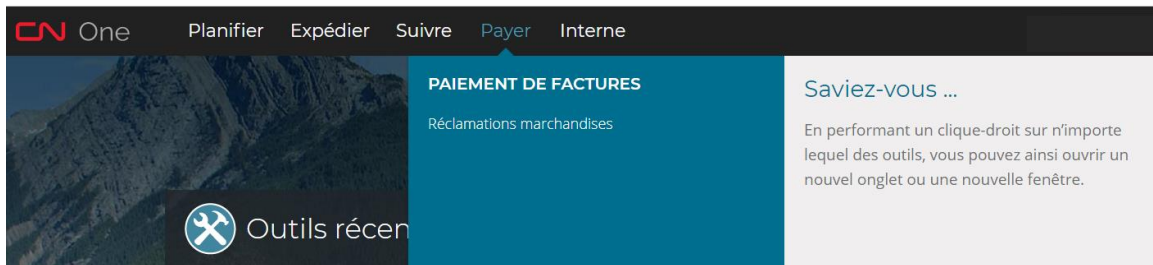 CN One Planifier Expédier Suivre Payer Interne
PAIEMENT DE FACTURES
Réclamations marchandises
Saviez-vous ...
En performant un clique-droit sur n'importe
lequel des outils, vous pouvez ainsi ouvrir un
nouvel onglet ou une nouvelle fenêtre.
Outils récen